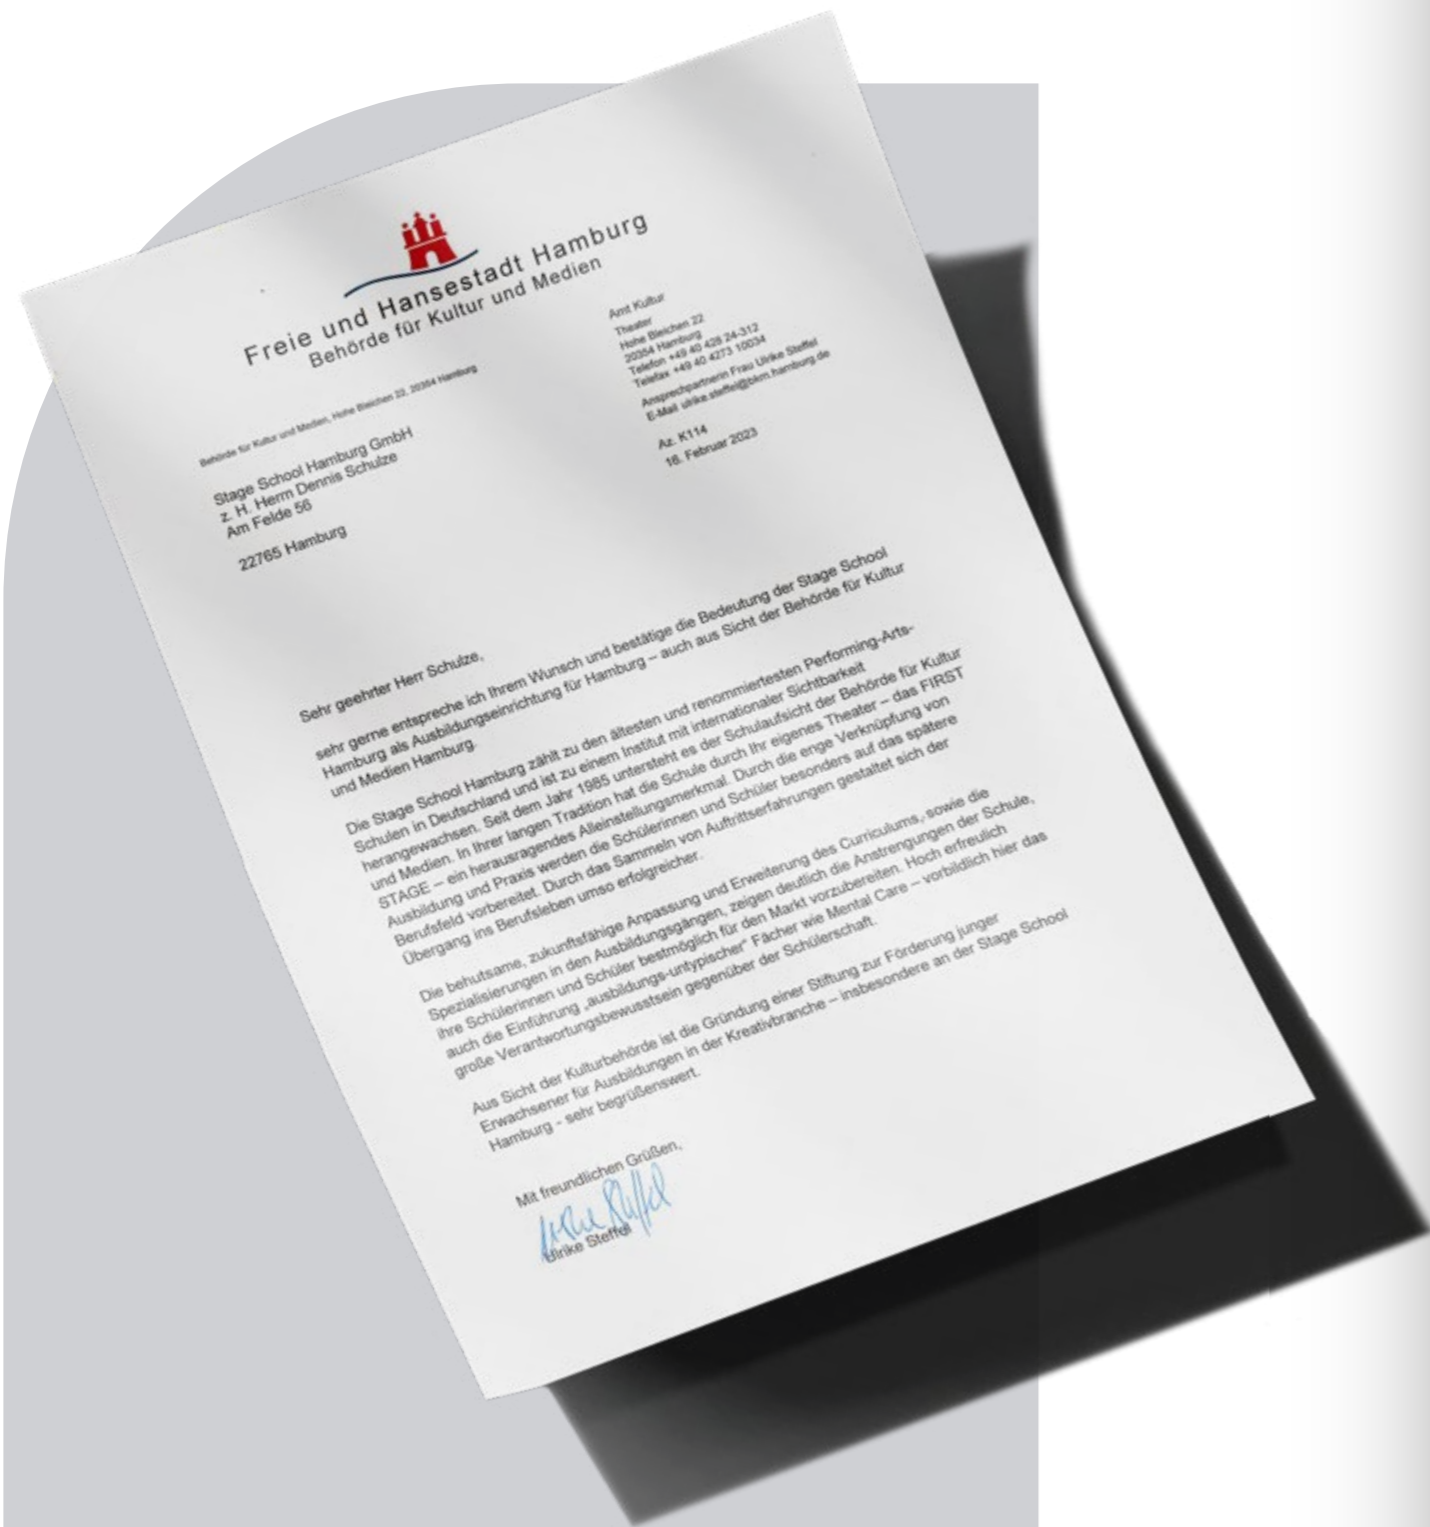 Freie und Hansestadt Hamburg
Behörde für Kultur und Medien
Amt Kultur
Theater
Hohe Bleichen 22
20354 Hamburg
Telefon +49 40 428 24-312
Telefax +49 40 4273 10034
Ansprechpartnerin Frau Ulrike Steffel
E-Mail ulrike.steffel@bkm.hamburg.de
Az. K114
16. Februar 2023
Behörde für Kultur und Medien, Hohe Bleichen 22, 20354 Hamburg
Stage School Hamburg GmbH
z. H. Herrn Dennis Schulze
Am Felde 56
22765 Hamburg
Sehr geehrter Herr Schulze,
sehr gerne entspreche ich Ihrem Wunsch und bestätige die Bedeutung der Stage School
Hamburg als Ausbildungseinrichtung für Hamburg – auch aus Sicht der Behörde für Kultur
und Medien Hamburg.
Die Stage School Hamburg zählt zu den ältesten und renommiertesten Performing-Arts-
Schulen in Deutschland und ist zu einem Institut mit internationaler Sichtbarkeit
herangewachsen. Seit dem Jahr 1985 untersteht es der Schulaufsicht der Behörde für Kultur
und Medien. In Ihrer langen Tradition hat die Schule durch Ihr eigenes Theater – das FIRST
STAGE – ein herausragendes Alleinstellungsmerkmal. Durch die enge Verknüpfung von
Ausbildung und Praxis werden die Schülerinnen und Schüler besonders auf das spätere
Berufsfeld vorbereitet. Durch das Sammeln von Auftrittserfahrungen gestaltet sich der
Übergang ins Berufsleben umso erfolgreicher.
Die behutsame, zukunftsfähige Anpassung und Erweiterung des Curriculums, sowie die
Spezialisierungen in den Ausbildungsgängen, zeigen deutlich die Anstrengungen der Schule,
ihre Schülerinnen und Schüler bestmöglich für den Markt vorzubereiten. Hoch erfreulich
auch die Einführung „ausbildungs-untypischer“ Fächer wie Mental Care – vorbildlich hier das
große Verantwortungsbewusstsein gegenüber der Schülerschaft.
Aus Sicht der Kulturbehörde ist die Gründung einer Stiftung zur Förderung junger
Erwachsener für Ausbildungen in der Kreativbranche – insbesondere an der Stage School
Hamburg - sehr begrüßenswert.
Mit freundlichen Grüßen,
Ulrike Steffel
Ulrike Steffel